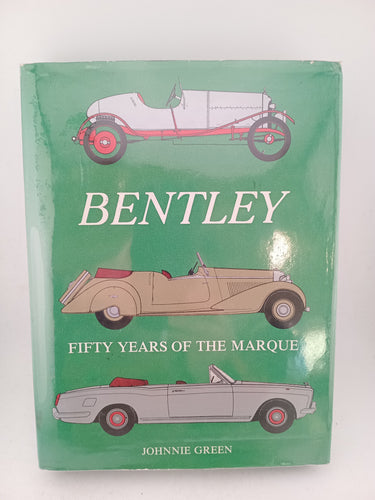 BENTLEY
FIFTY YEARS OF THE MARQUE
JOHNNIE GREEN